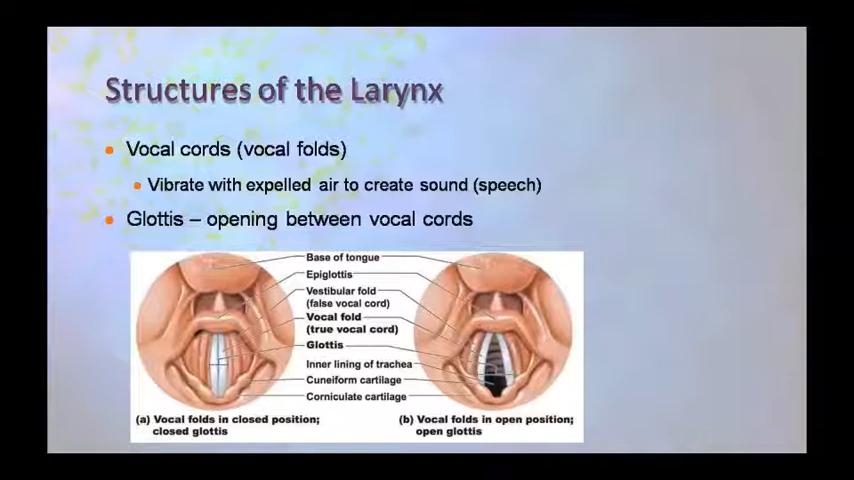 Structures of the Larynx
• Vocal cords (vocal folds)
• Vibrate with expelled air to create sound (speech)
• Glottis – opening between vocal cords
Base of tongue
Epiglottis
Vestibular fold
(false vocal cord)
Vocal fold
(true vocal cord)
Glottis
Inner lining of trachea
Cuneiform cartilage
Corniculate cartilage
(a) Vocal folds in closed position;
closed glottis
(b) Vocal folds in open position;
open glottis